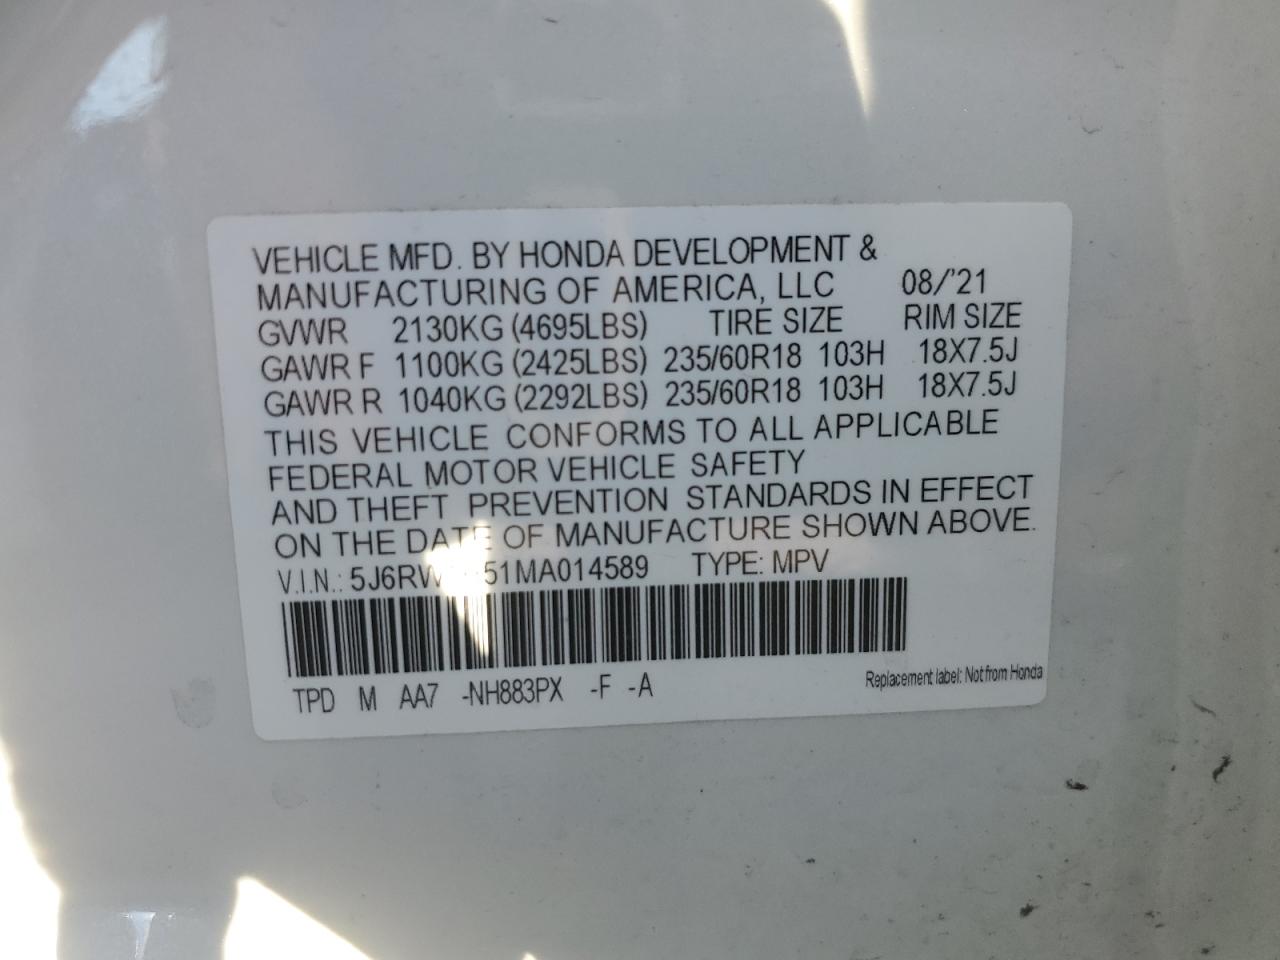 VEHICLE MFD. BY HONDA DEVELOPMENT &
MANUFACTURING OF AMERICA, LLC 08/'21
GVWR 2130KG (4695LBS) TIRE SIZE RIM SIZE
GAWR F 1100KG (2425LBS) 235/60R18 103H 18X7.5J
GAWR R 1040KG (2292LBS) 235/60R18 103H 18X7.5J
THIS VEHICLE CONFORMS TO ALL APPLICABLE
FEDERAL MOTOR VEHICLE SAFETY
AND THEFT PREVENTION STANDARDS IN EFFECT
ON THE DATE OF MANUFACTURE SHOWN ABOVE.
V.I.N.: TYPE: MPV
TPD M AA7 -NH883PX -F -A
Replacement label: Not from Honda